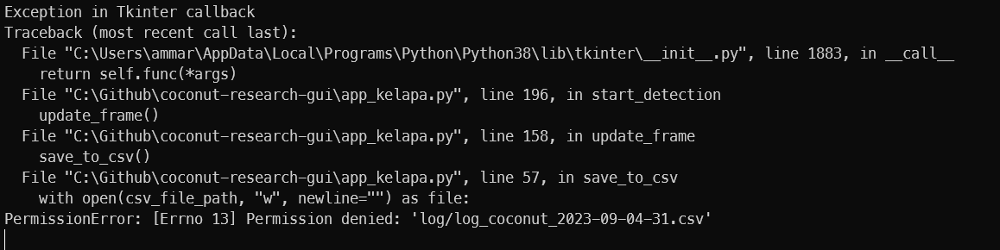 Exception in Tkinter callback
Traceback (most recent call last):
  File "C:\Users\ammar\AppData\Local\Programs\Python\Python38\lib\tkinter\__init__.py", line 1883, in __call__
    return self.func(*args)
  File "C:\Github\coconut-research-gui\app_kelapa.py", line 196, in start_detection
    update_frame()
  File "C:\Github\coconut-research-gui\app_kelapa.py", line 158, in update_frame
    save_to_csv()
  File "C:\Github\coconut-research-gui\app_kelapa.py", line 57, in save_to_csv
    with open(csv_file_path, "w", newline="") as file:
PermissionError: [Errno 13] Permission denied: 'log/log_coconut_2023-09-04-31.csv'